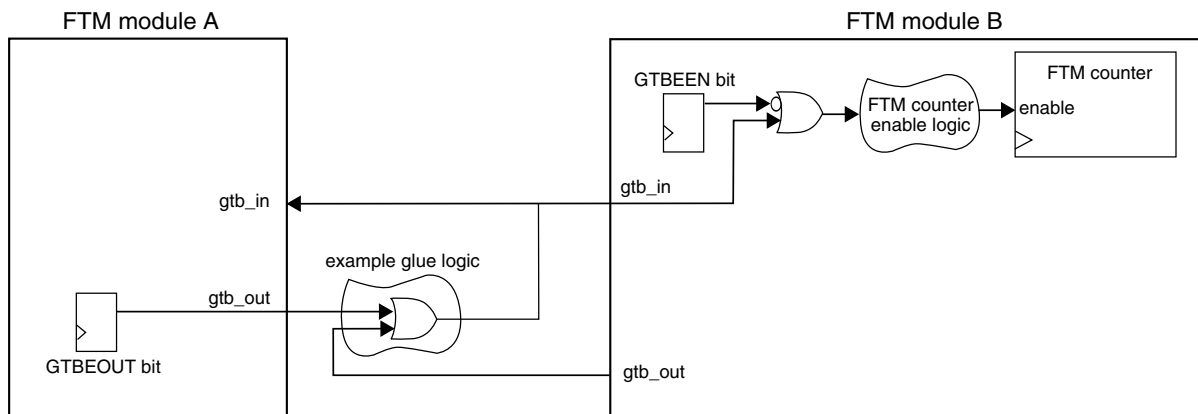 FTM module A
FTM module B
GTBEEN bit
FTM counter
enable logic
FTM counter
enable
gtb_in
gtb_in
example glue logic
gtb_out
GTBEOUT bit
gtb_out